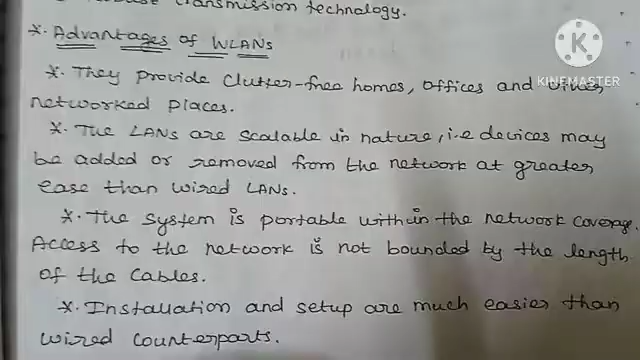 transmission technology.
*. Advantages of WLANs
*. They provide clutter-free homes, offices and other
networked places.
*. The LANs are scalable in nature, i.e devices may
be added or removed from the network at greater
ease than wired LANs.
*. The system is portable within the network coverage.
Access to the network is not bounded by the length
of the cables.
*. Installation and setup are much easier than
wired counterparts.
K
KINEMASTER